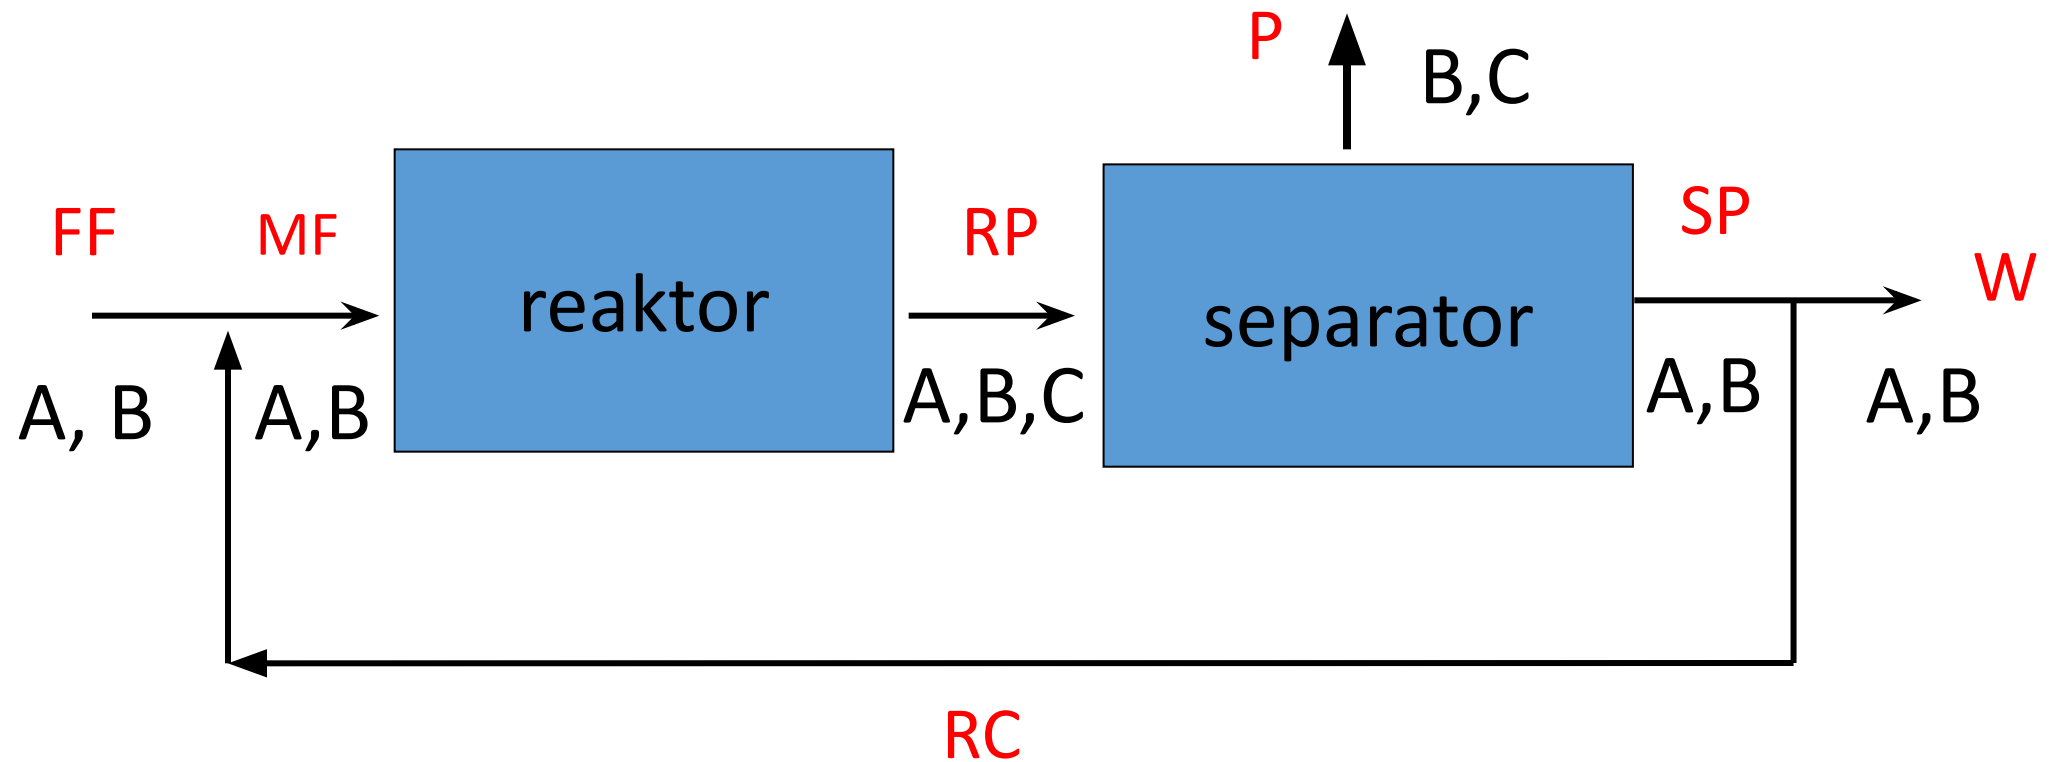 P
B,C
FF
MF
RP
SP
W
reaktor
separator
A, B
A,B
A,B,C
A,B
A,B
RC